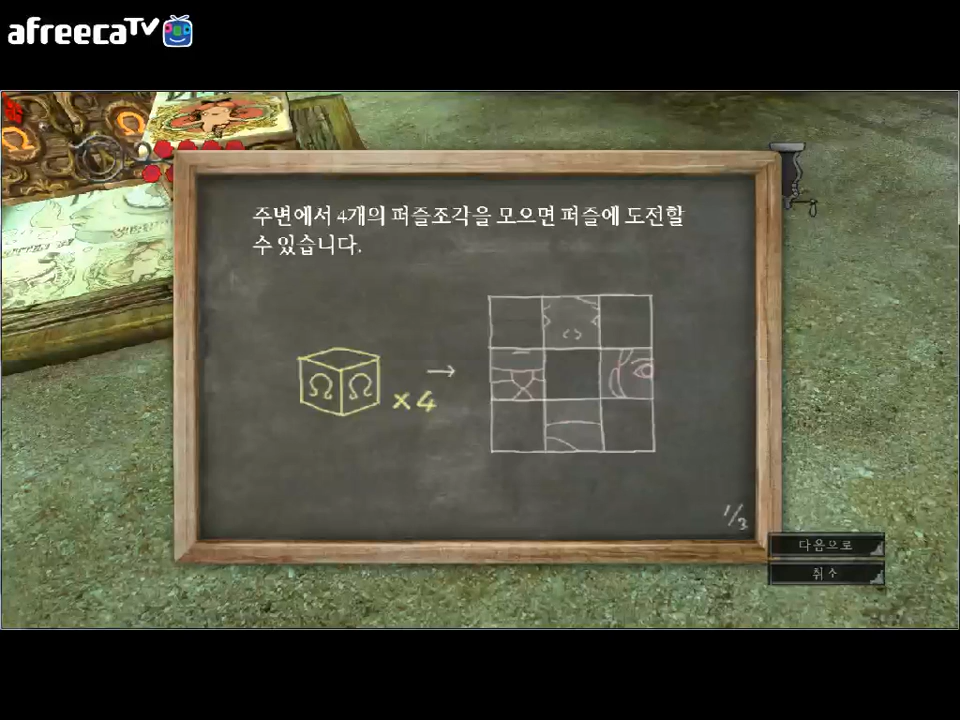 afreecaTV
주변에서 4개의 퍼즐조각을 모으면 퍼즐에 도전할
수 있습니다.
Ω Ω
x4
→
1/3
다음으로
취소